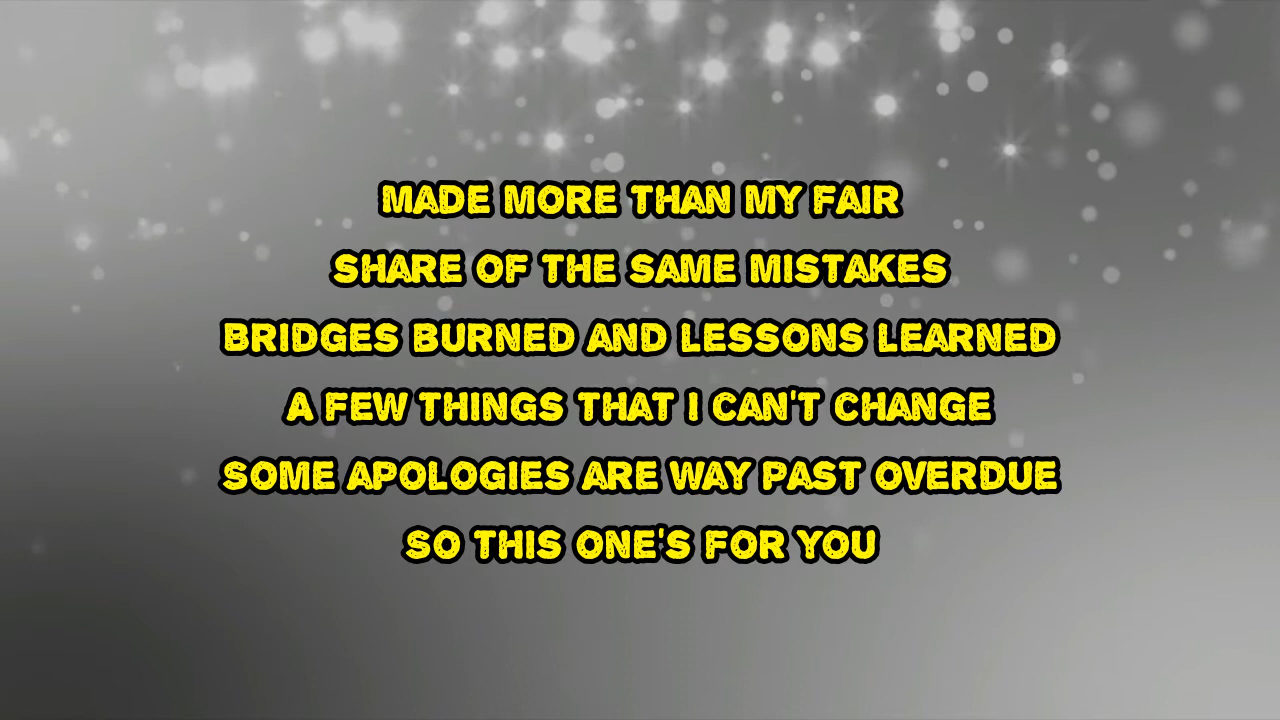 MADE MORE THAN MY FAIR
SHARE OF THE SAME MISTAKES
BRIDGES BURNED AND LESSONS LEARNED
A FEW THINGS THAT I CAN'T CHANGE
SOME APOLOGIES ARE WAY PAST OVERDUE
SO THIS ONE'S FOR YOU